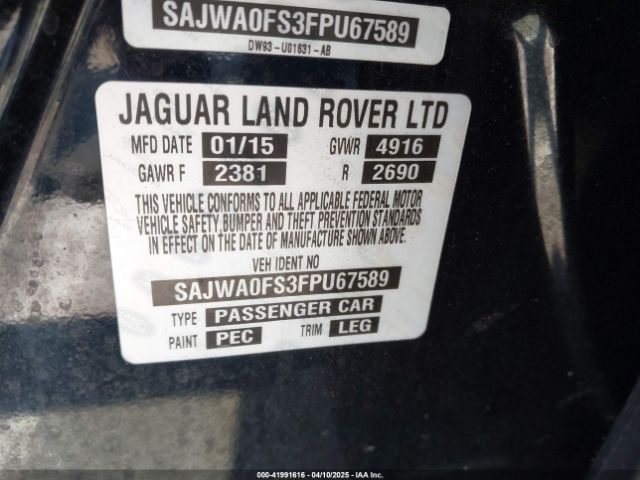 SAJWA0FS3FPU67589
DW93-U01631-AB
JAGUAR LAND ROVER LTD
MFD DATE 01/15 GVWR 4916
GAWR F 2381 R 2690
THIS VEHICLE CONFORMS TO ALL APPLICABLE FEDERAL MOTOR
VEHICLE SAFETY, BUMPER AND THEFT PREVENTION STANDARDS
IN EFFECT ON THE DATE OF MANUFACTURE SHOWN ABOVE.
VEH IDENT NO
SAJWA0FS3FPU67589
TYPE PASSENGER CAR
PAINT PEC TRIM LEG
000-41991616 - 04/10/2025 - IAAI, Inc.